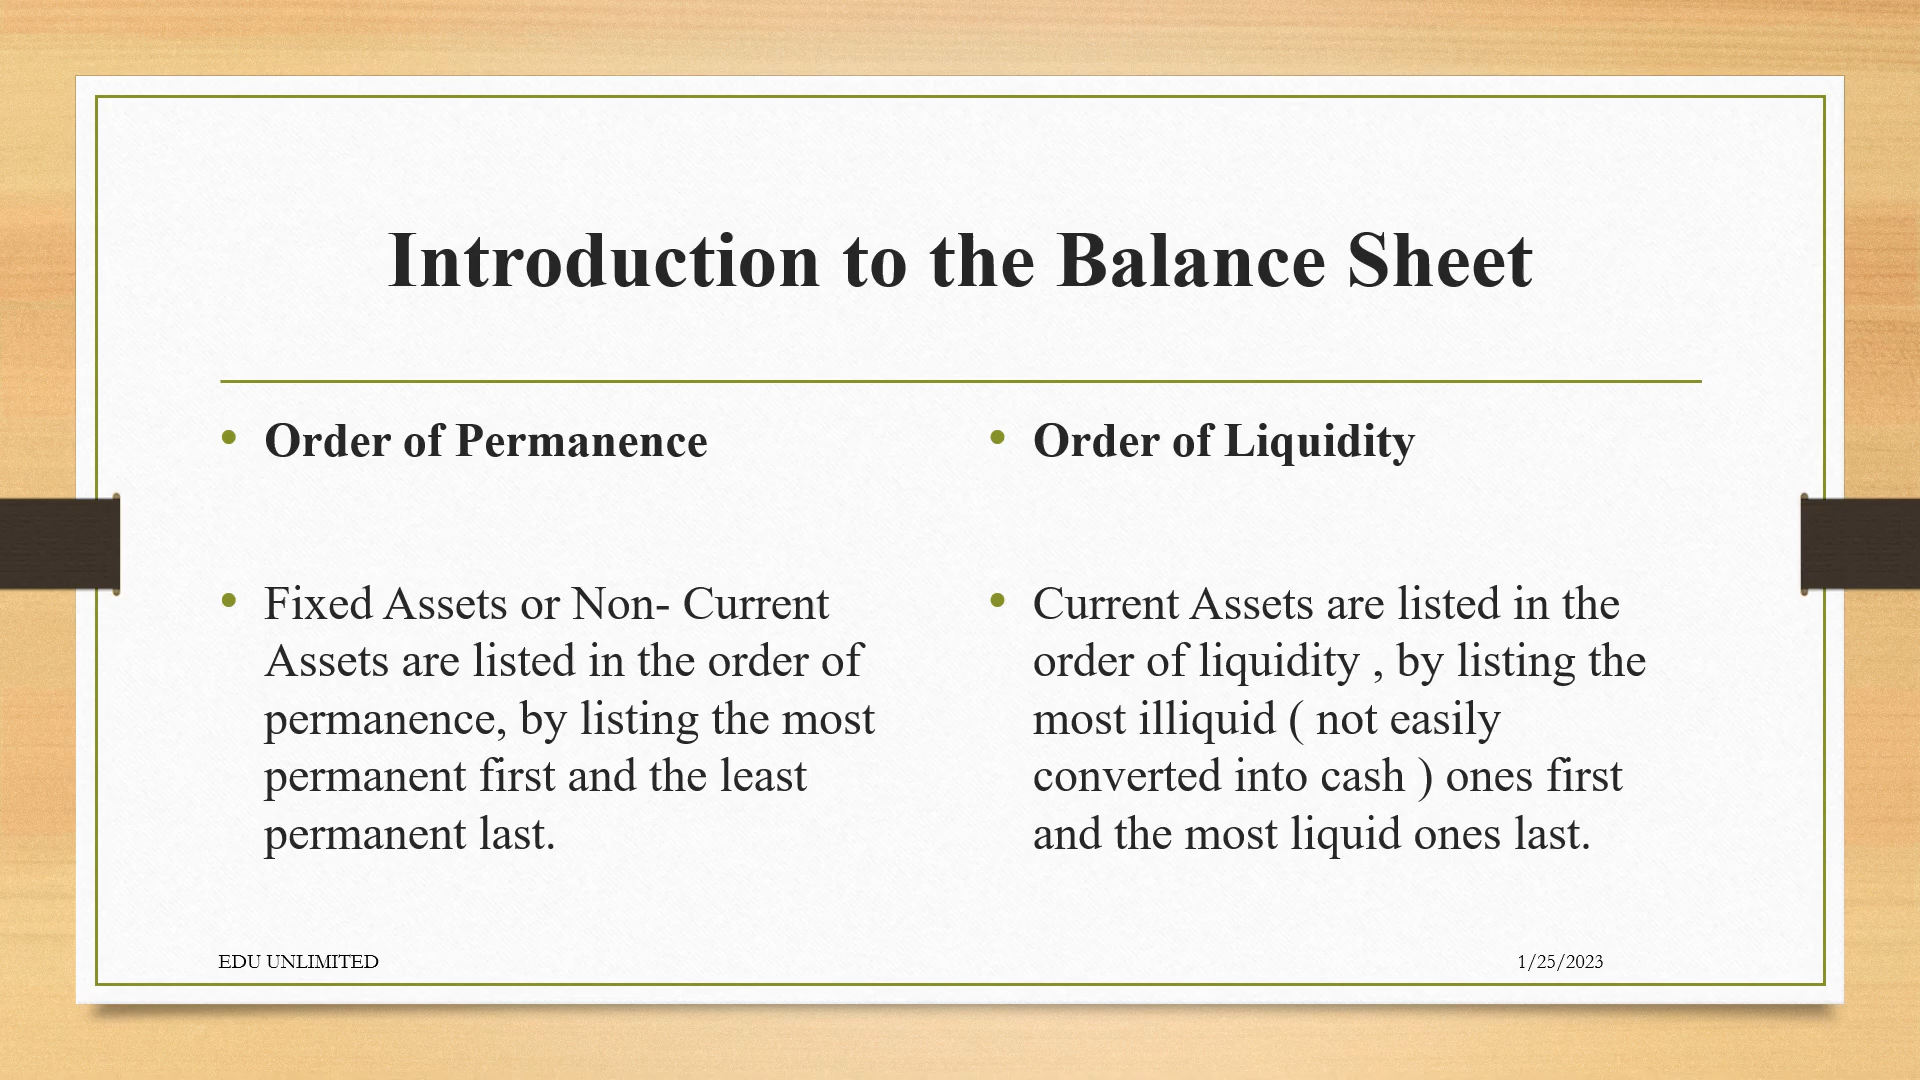 Introduction to the Balance Sheet
• Order of Permanence
• Fixed Assets or Non- Current
Assets are listed in the order of
permanence, by listing the most
permanent first and the least
permanent last.
• Order of Liquidity
• Current Assets are listed in the
order of liquidity , by listing the
most illiquid ( not easily
converted into cash ) ones first
and the most liquid ones last.
EDU UNLIMITED
1/25/2023